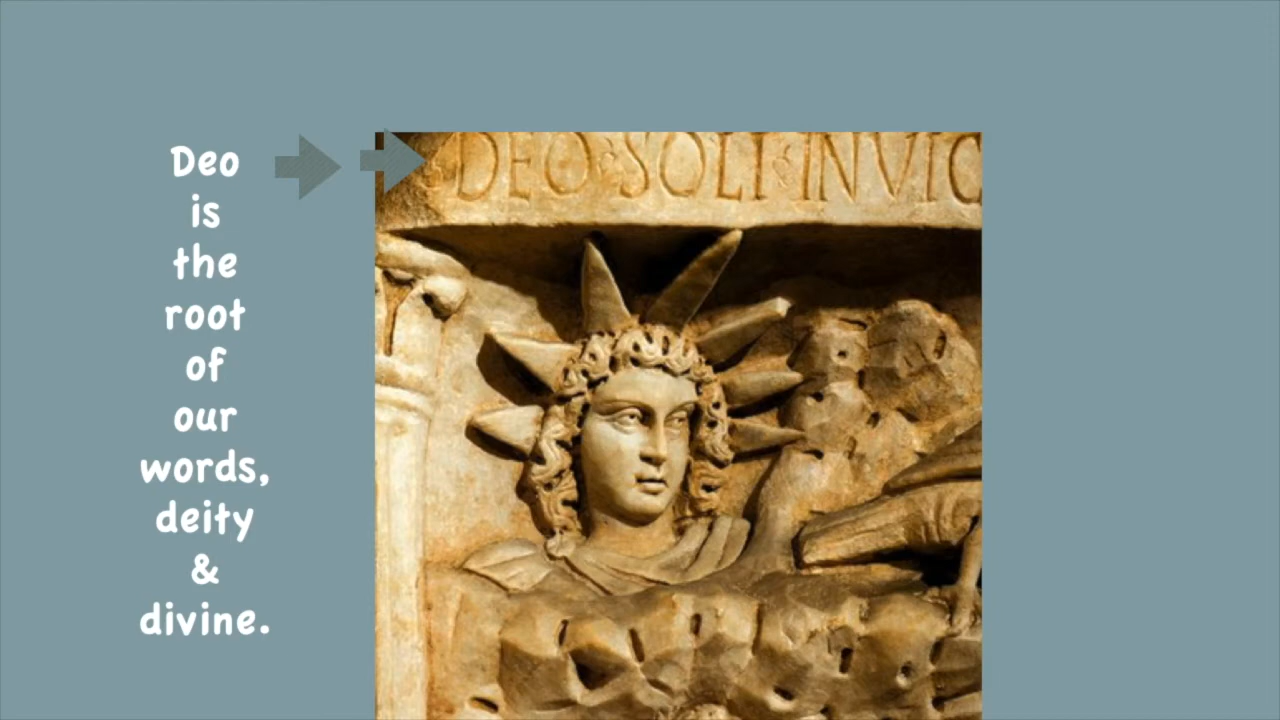 Deo
is
the
root
of
our
words,
deity
&
divine.
DEO SOLI INVIC